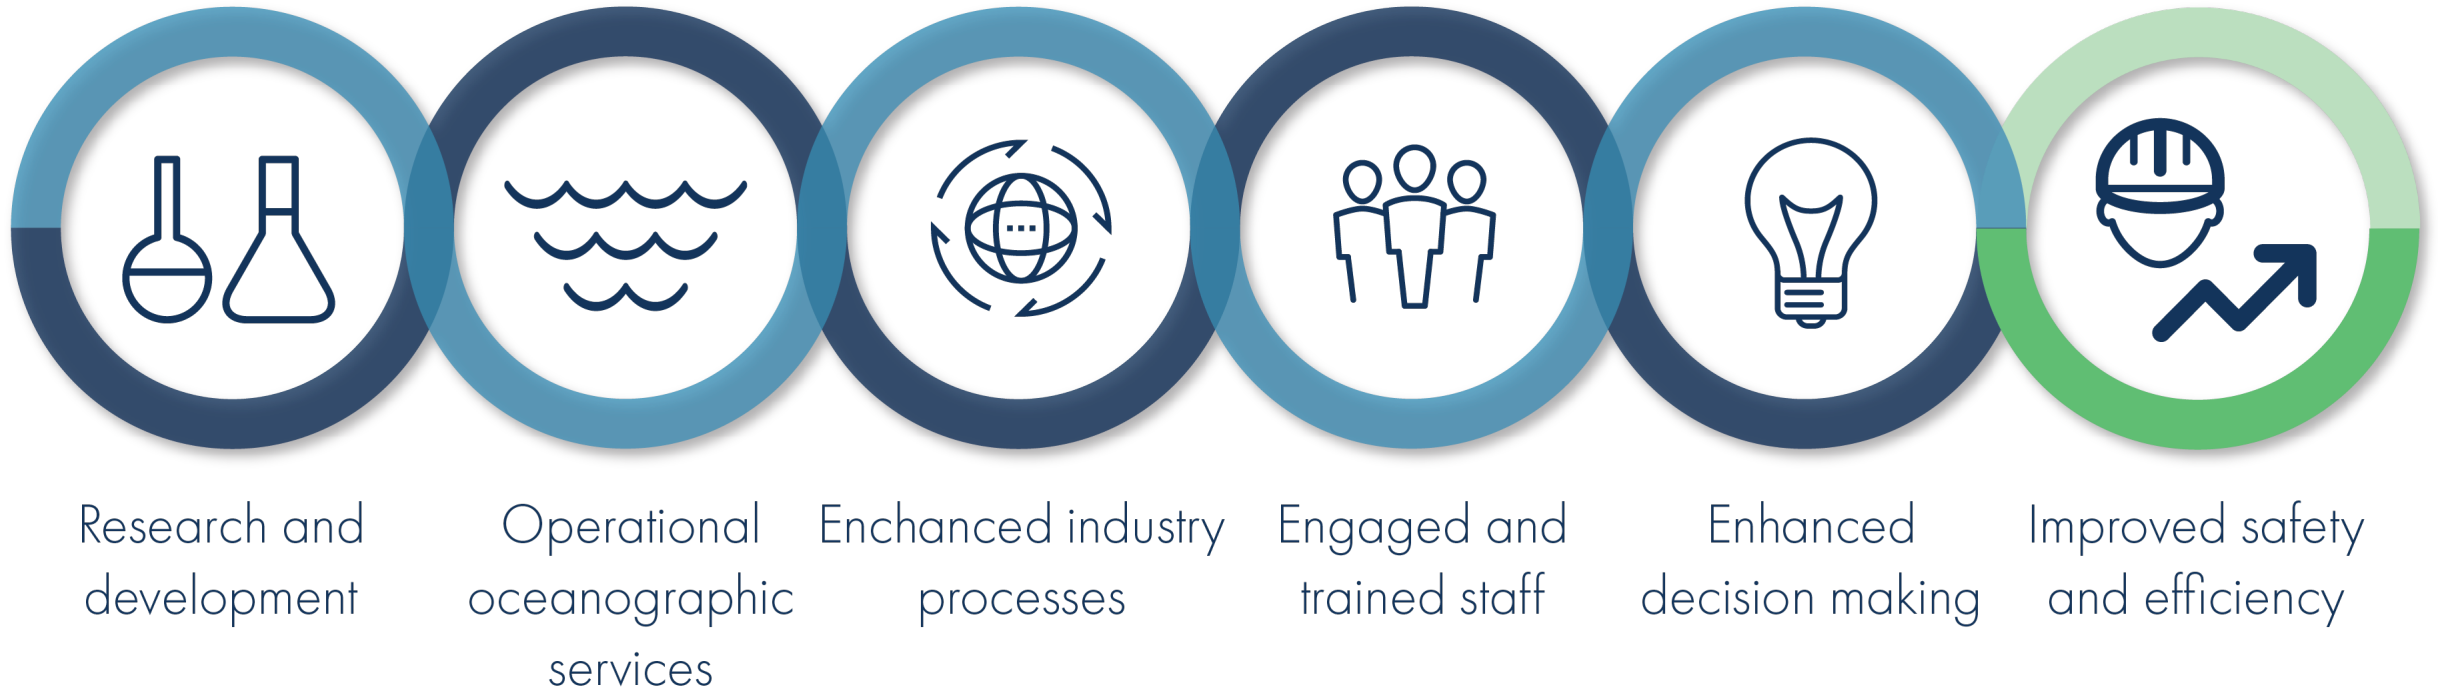 Research and
development
Operational
oceanographic
services
Enchanced industry
processes
Engaged and
trained staff
Enhanced
decision making
Improved safety
and efficiency